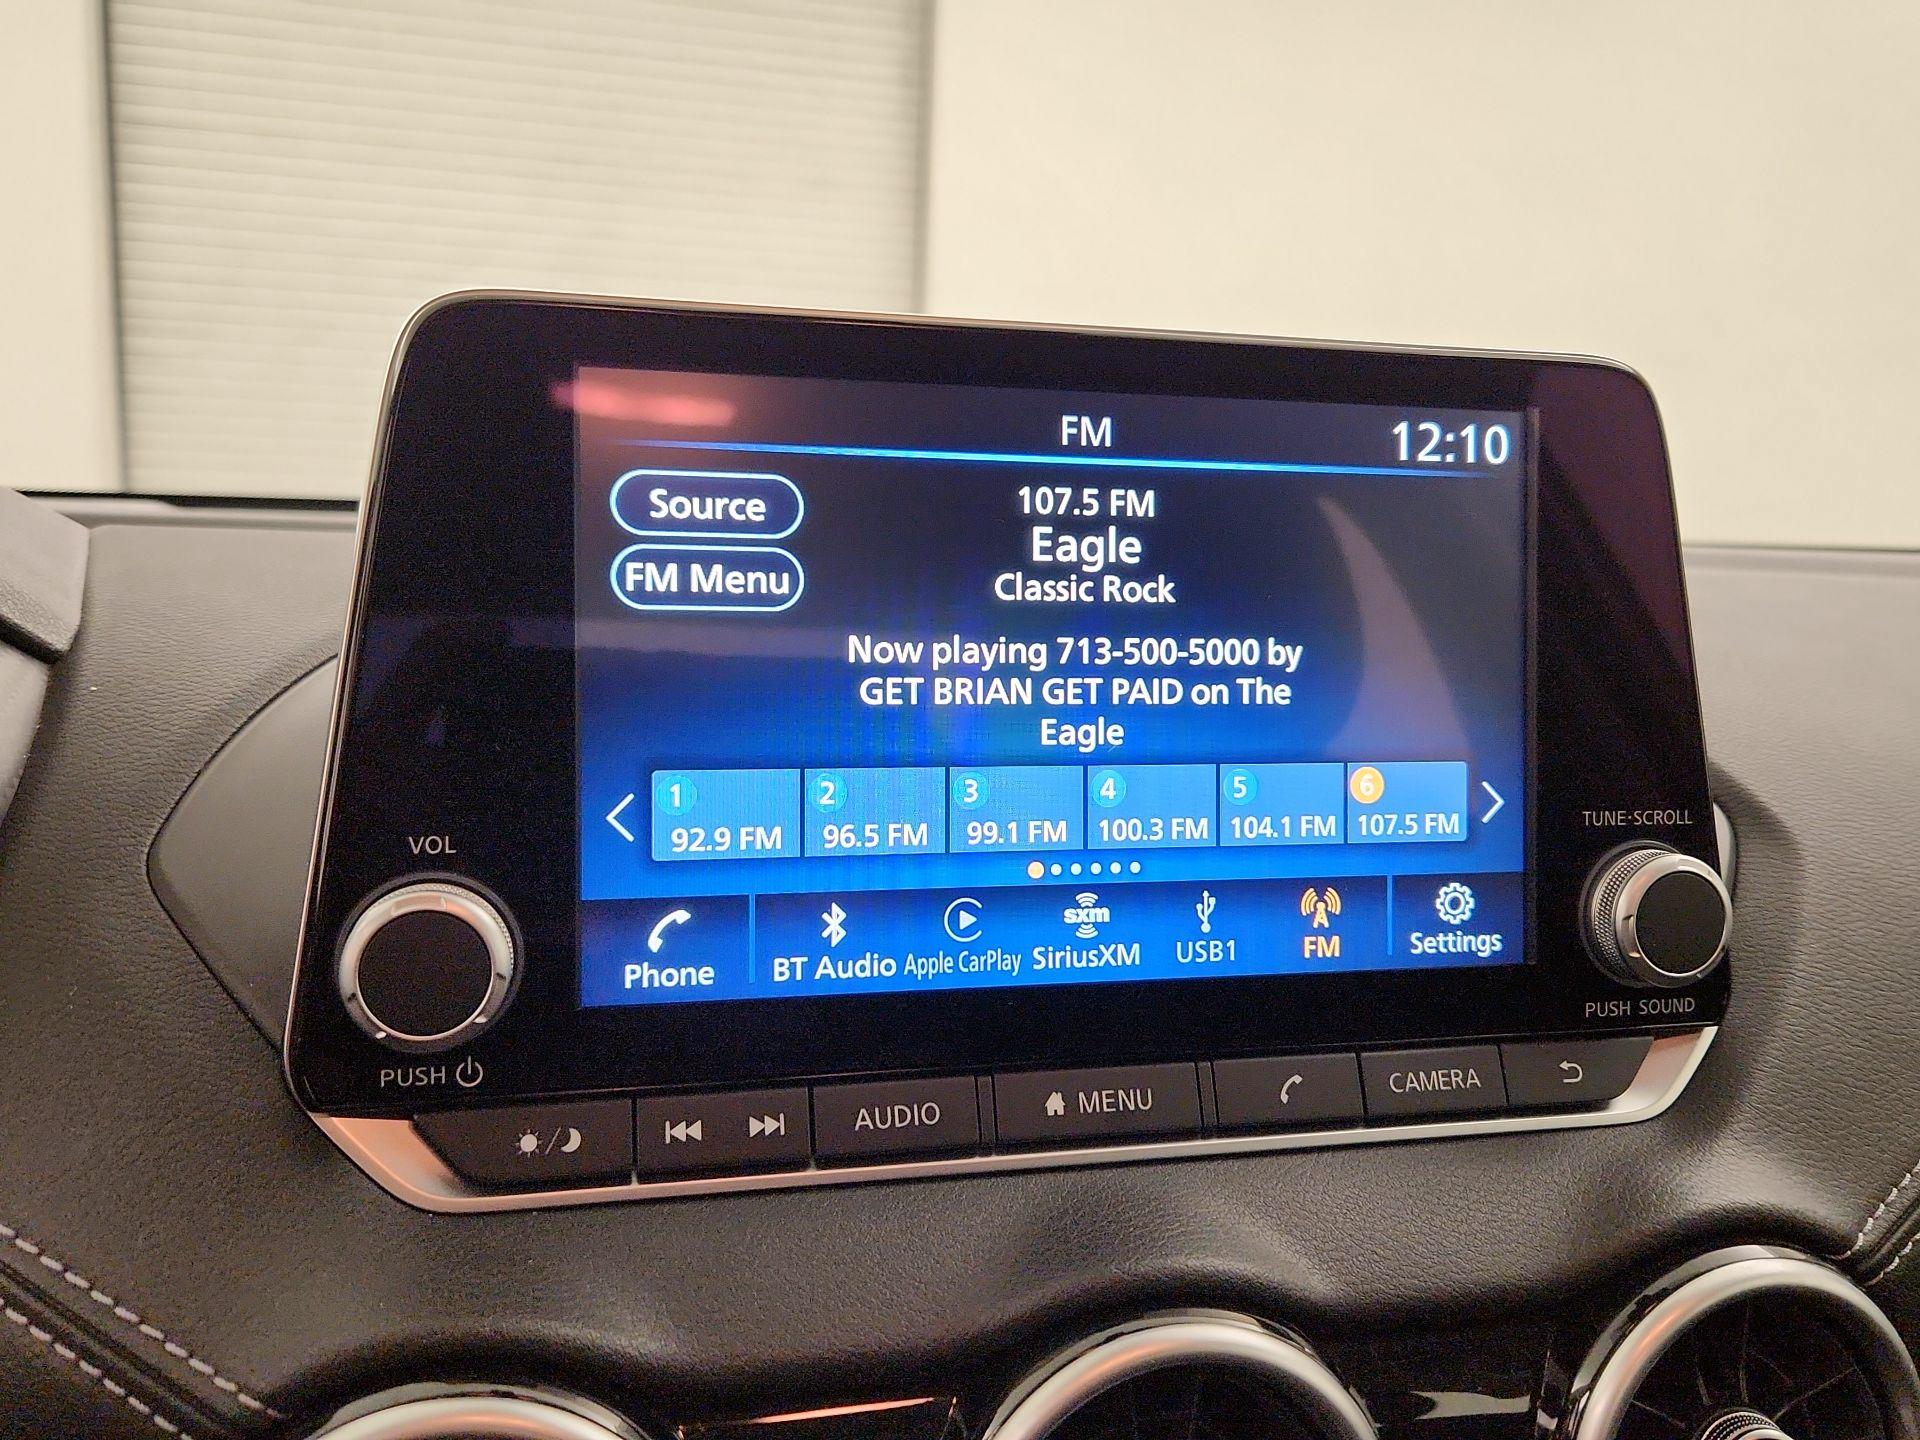 FM
12:10
Source
FM Menu
107.5 FM
Eagle
Classic Rock
Now playing 713-500-5000 by
GET BRIAN GET PAID on The
Eagle
1 2 3 4 5 6
92.9 FM 96.5 FM 99.1 FM 100.3 FM 104.1 FM 107.5 FM
Phone
BT Audio
Apple CarPlay
sxm
SiriusXM
USB1
FM
Settings
VOL
PUSH
TUNE·SCROLL
PUSH SOUND
AUDIO
MENU
CAMERA